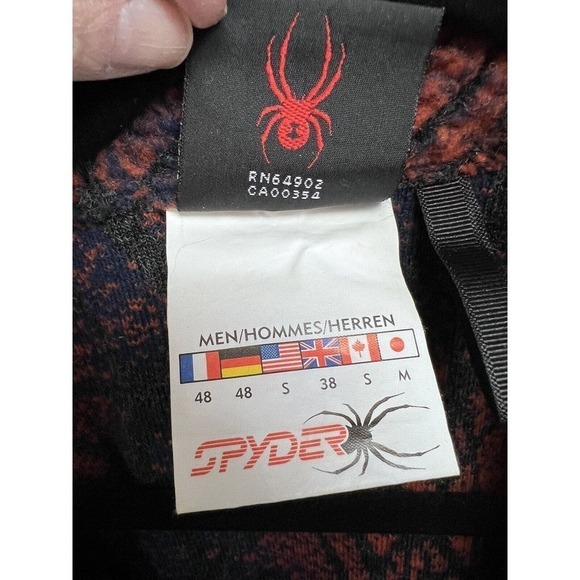 RN64902
CA00354
MEN/HOMMES/HERREN
48 48 S 38 S M
SPYDER